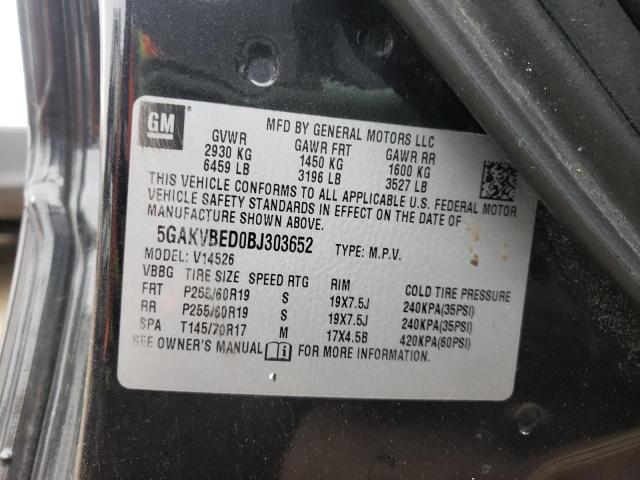 GM
MFD BY GENERAL MOTORS LLC
GVWR GAWR FRT GAWR RR
2930 KG 1450 KG 1600 KG
6459 LB 3196 LB 3527 LB
THIS VEHICLE CONFORMS TO ALL APPLICABLE U.S. FEDERAL MOTOR
VEHICLE SAFETY STANDARDS IN EFFECT ON THE DATE OF
MANUFACTURE SHOWN ABOVE.
5GAKVBED0BJ303652 TYPE: M.P.V.
MODEL: V14526
VBBG TIRE SIZE SPEED RTG RIM COLD TIRE PRESSURE
FRT P255/60R19 S 19X7.5J 240KPA(35PSI)
RR P255/60R19 S 19X7.5J 240KPA(35PSI)
SPA T145/70R17 M 17X4.5B 420KPA(60PSI)
SEE OWNER'S MANUAL i FOR MORE INFORMATION.